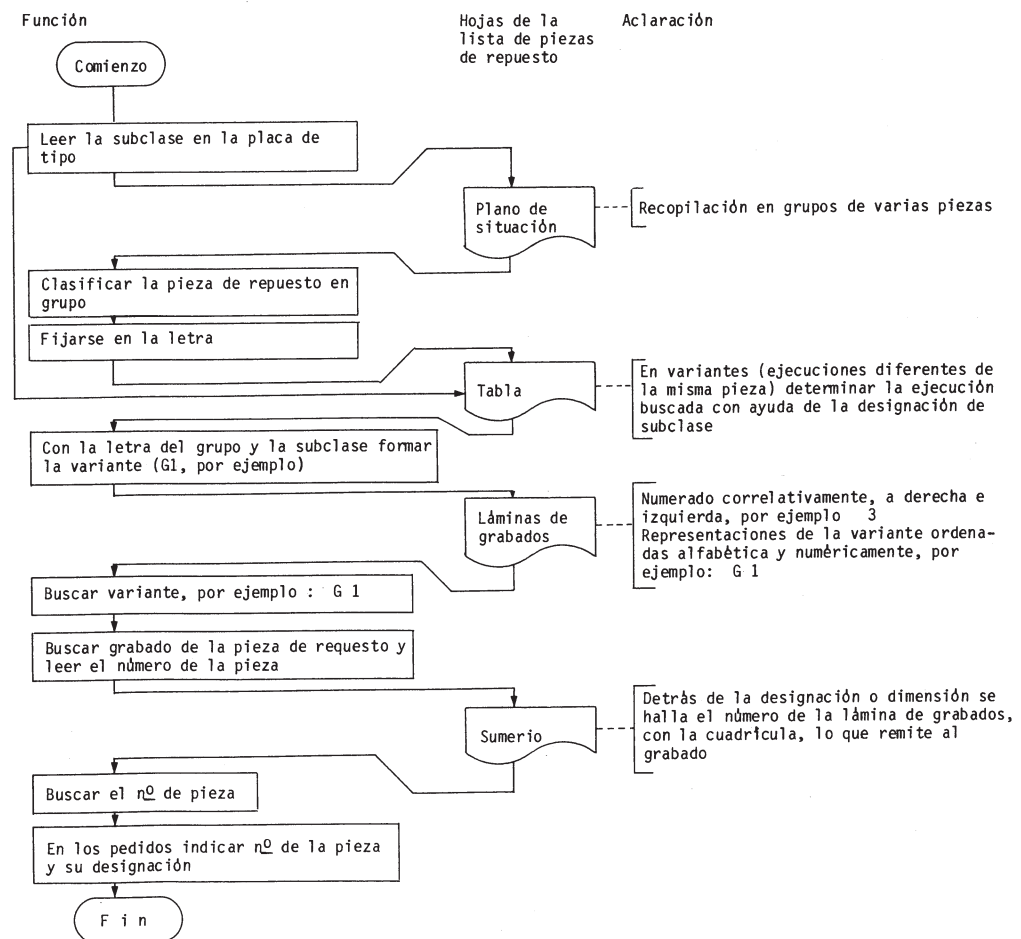 Función
Hojas de la
lista de piezas
de repuesto
Aclaración
Comienzo
Leer la subclase en la placa de
tipo
Plano de
situación
Recopilación en grupos de varias piezas
Clasificar la pieza de repuesto en
grupo
Fijarse en la letra
Tabla
En variantes (ejecuciones diferentes de
la misma pieza) determinar la ejecución
buscada con ayuda de la designación de
subclase
Con la letra del grupo y la subclase formar
la variante (G1, por ejemplo)
Láminas de
grabados
Numerado correlativamente, a derecha e
izquierda, por ejemplo 3
Representaciones de la variante ordena-
das alfabética y numéricamente, por
ejemplo: G 1
Buscar variante, por ejemplo : G 1
Buscar grabado de la pieza de requesto y
leer el número de la pieza
Sumerio
Detrás de la designación o dimensión se
halla el número de la lámina de grabados,
con la cuadrícula, lo que remite al
grabado
Buscar el nº de pieza
En los pedidos indicar nº de la pieza
y su designación
F i n